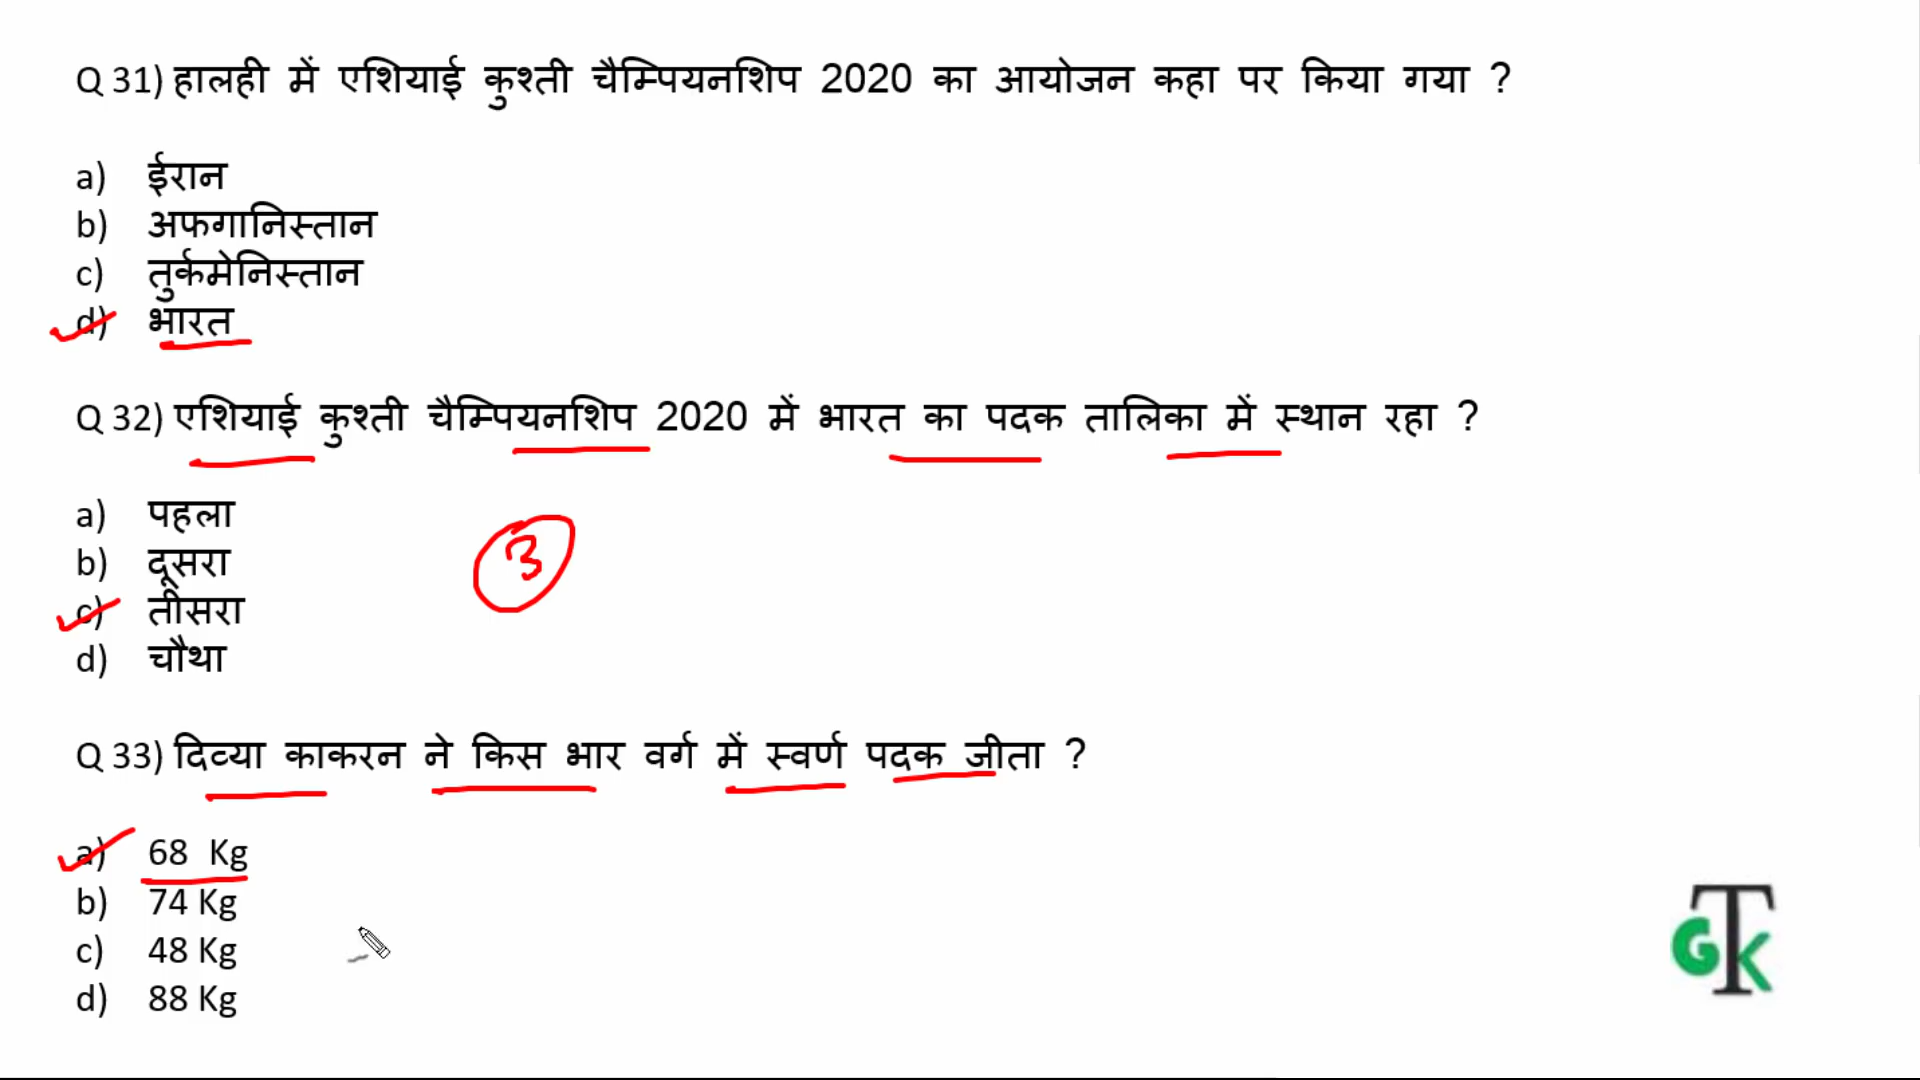 Q 31) हालही में एशियाई कुश्ती चैम्पियनशिप 2020 का आयोजन कहा पर किया गया ?
a) ईरान
b) अफगानिस्तान
c) तुर्कमेनिस्तान
d) भारत
Q 32) एशियाई कुश्ती चैम्पियनशिप 2020 में भारत का पदक तालिका में स्थान रहा ?
a) पहला
b) दूसरा
3
c) तीसरा
d) चौथा
Q 33) दिव्या काकरन ने किस भार वर्ग में स्वर्ण पदक जीता ?
a) 68 Kg
b) 74 Kg
c) 48 Kg
d) 88 Kg
GTK